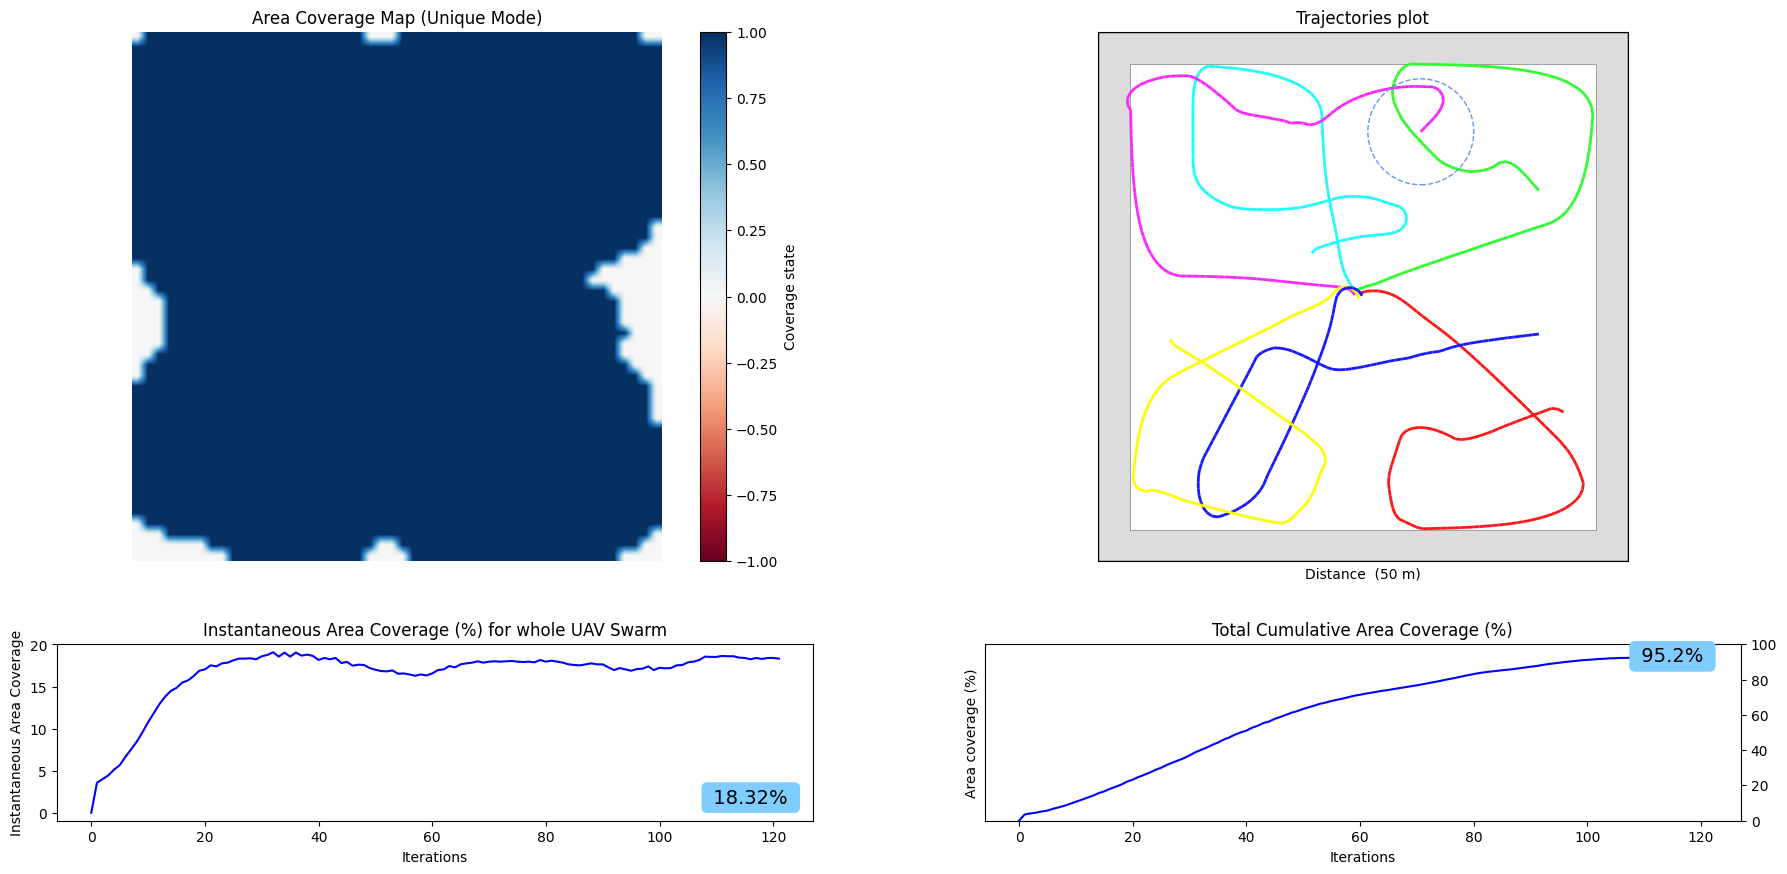 Area Coverage Map (Unique Mode)
1.00
0.75
0.50
0.25
0.00
−0.25
−0.50
−0.75
−1.00
Coverage state
Trajectories plot
Distance  (50 m)
Instantaneous Area Coverage (%) for whole UAV Swarm
Instantaneous Area Coverage
20
15
10
5
0
18.32%
0 20 40 60 80 100 120
Iterations
Total Cumulative Area Coverage (%)
Area coverage (%)
95.2%
100
80
60
40
20
0
0 20 40 60 80 100 120
Iterations